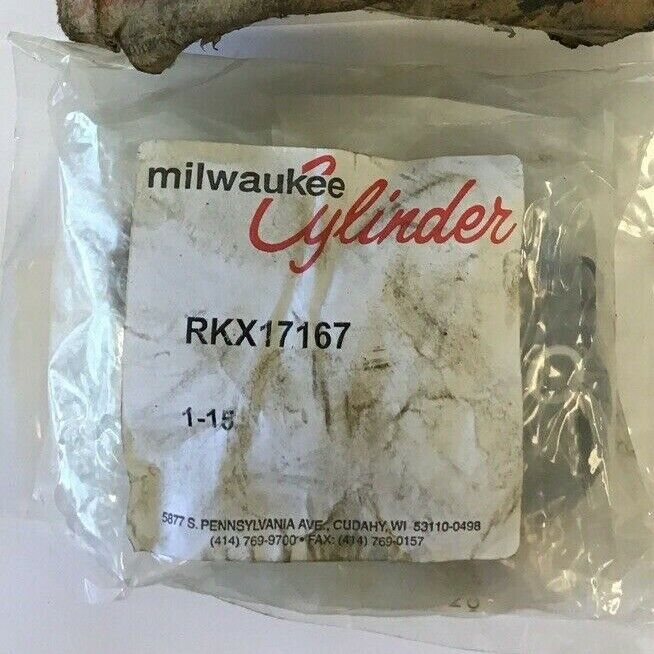 milwaukee Cylinder
RKX17167
1-15
5877 S. PENNSYLVANIA AVE., CUDAHY, WI 53110-0498
(414) 769-9700 • FAX: (414) 769-0157